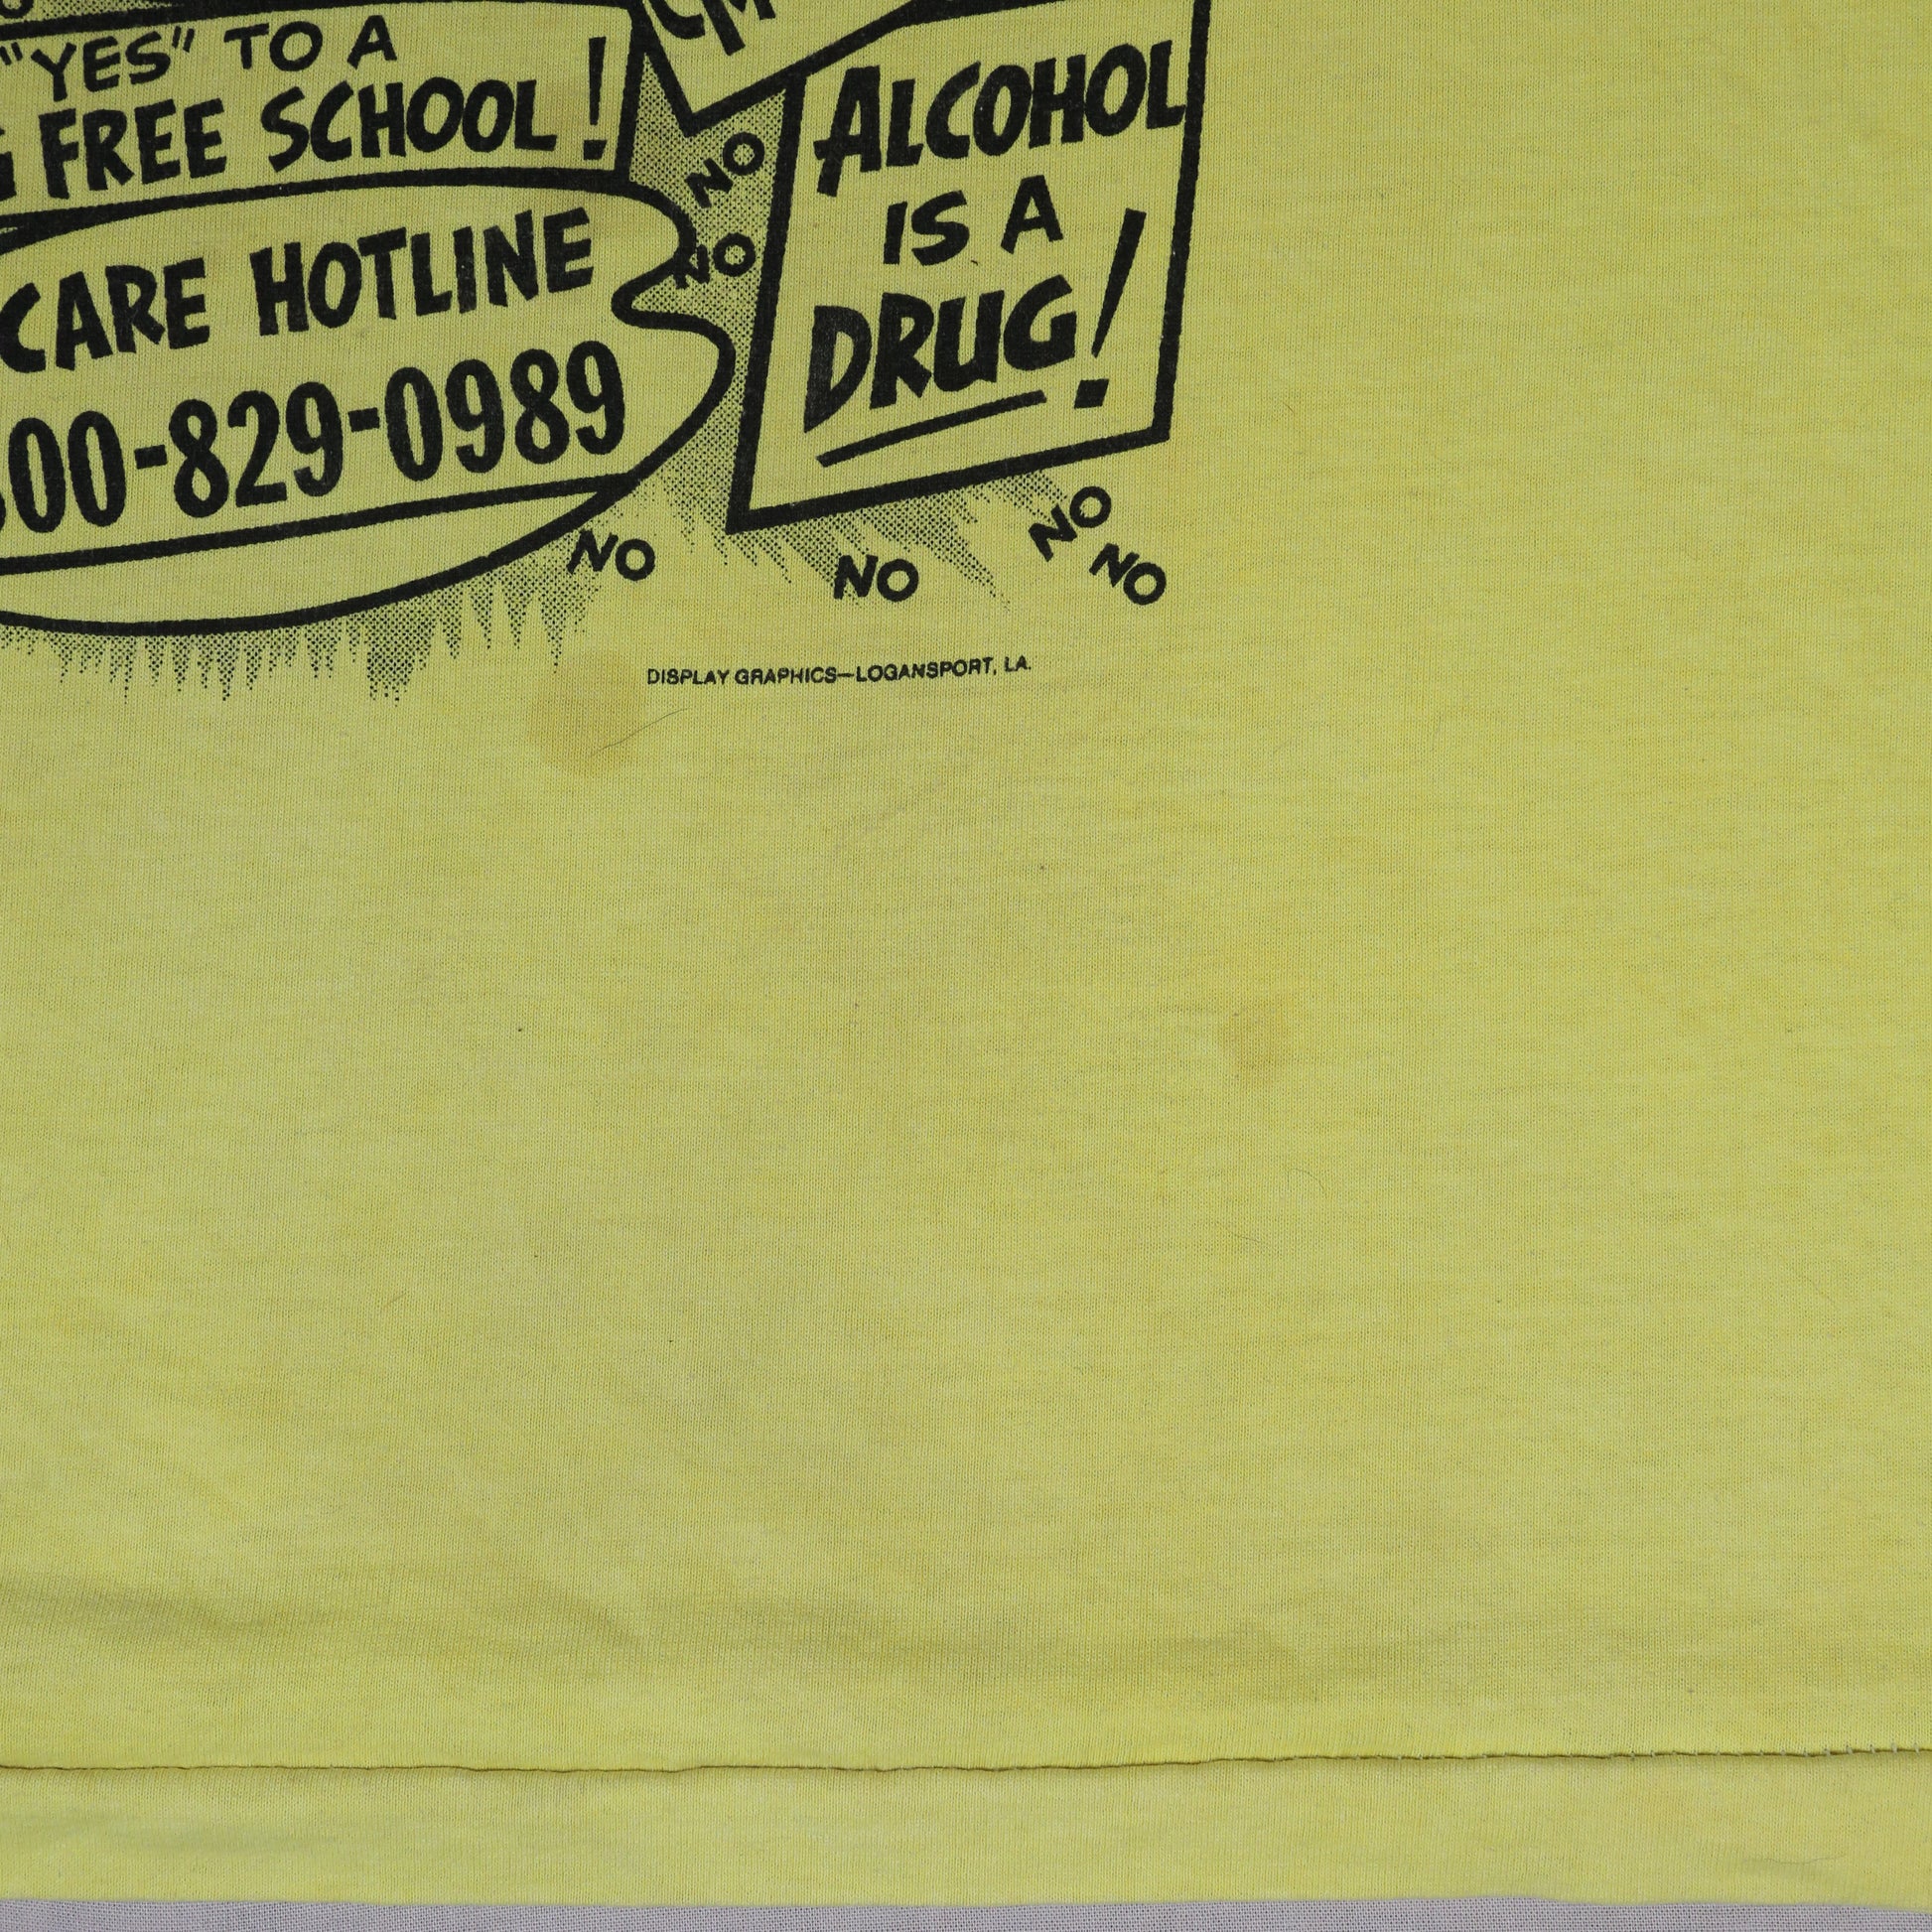 "YES" TO A
FREE SCHOOL!
CARE HOTLINE
00-829-0989
NO
NO
ALCOHOL
IS A
DRUG!
NO
NO
NO
NO
DISPLAY GRAPHICS—LOGANSPORT, LA.